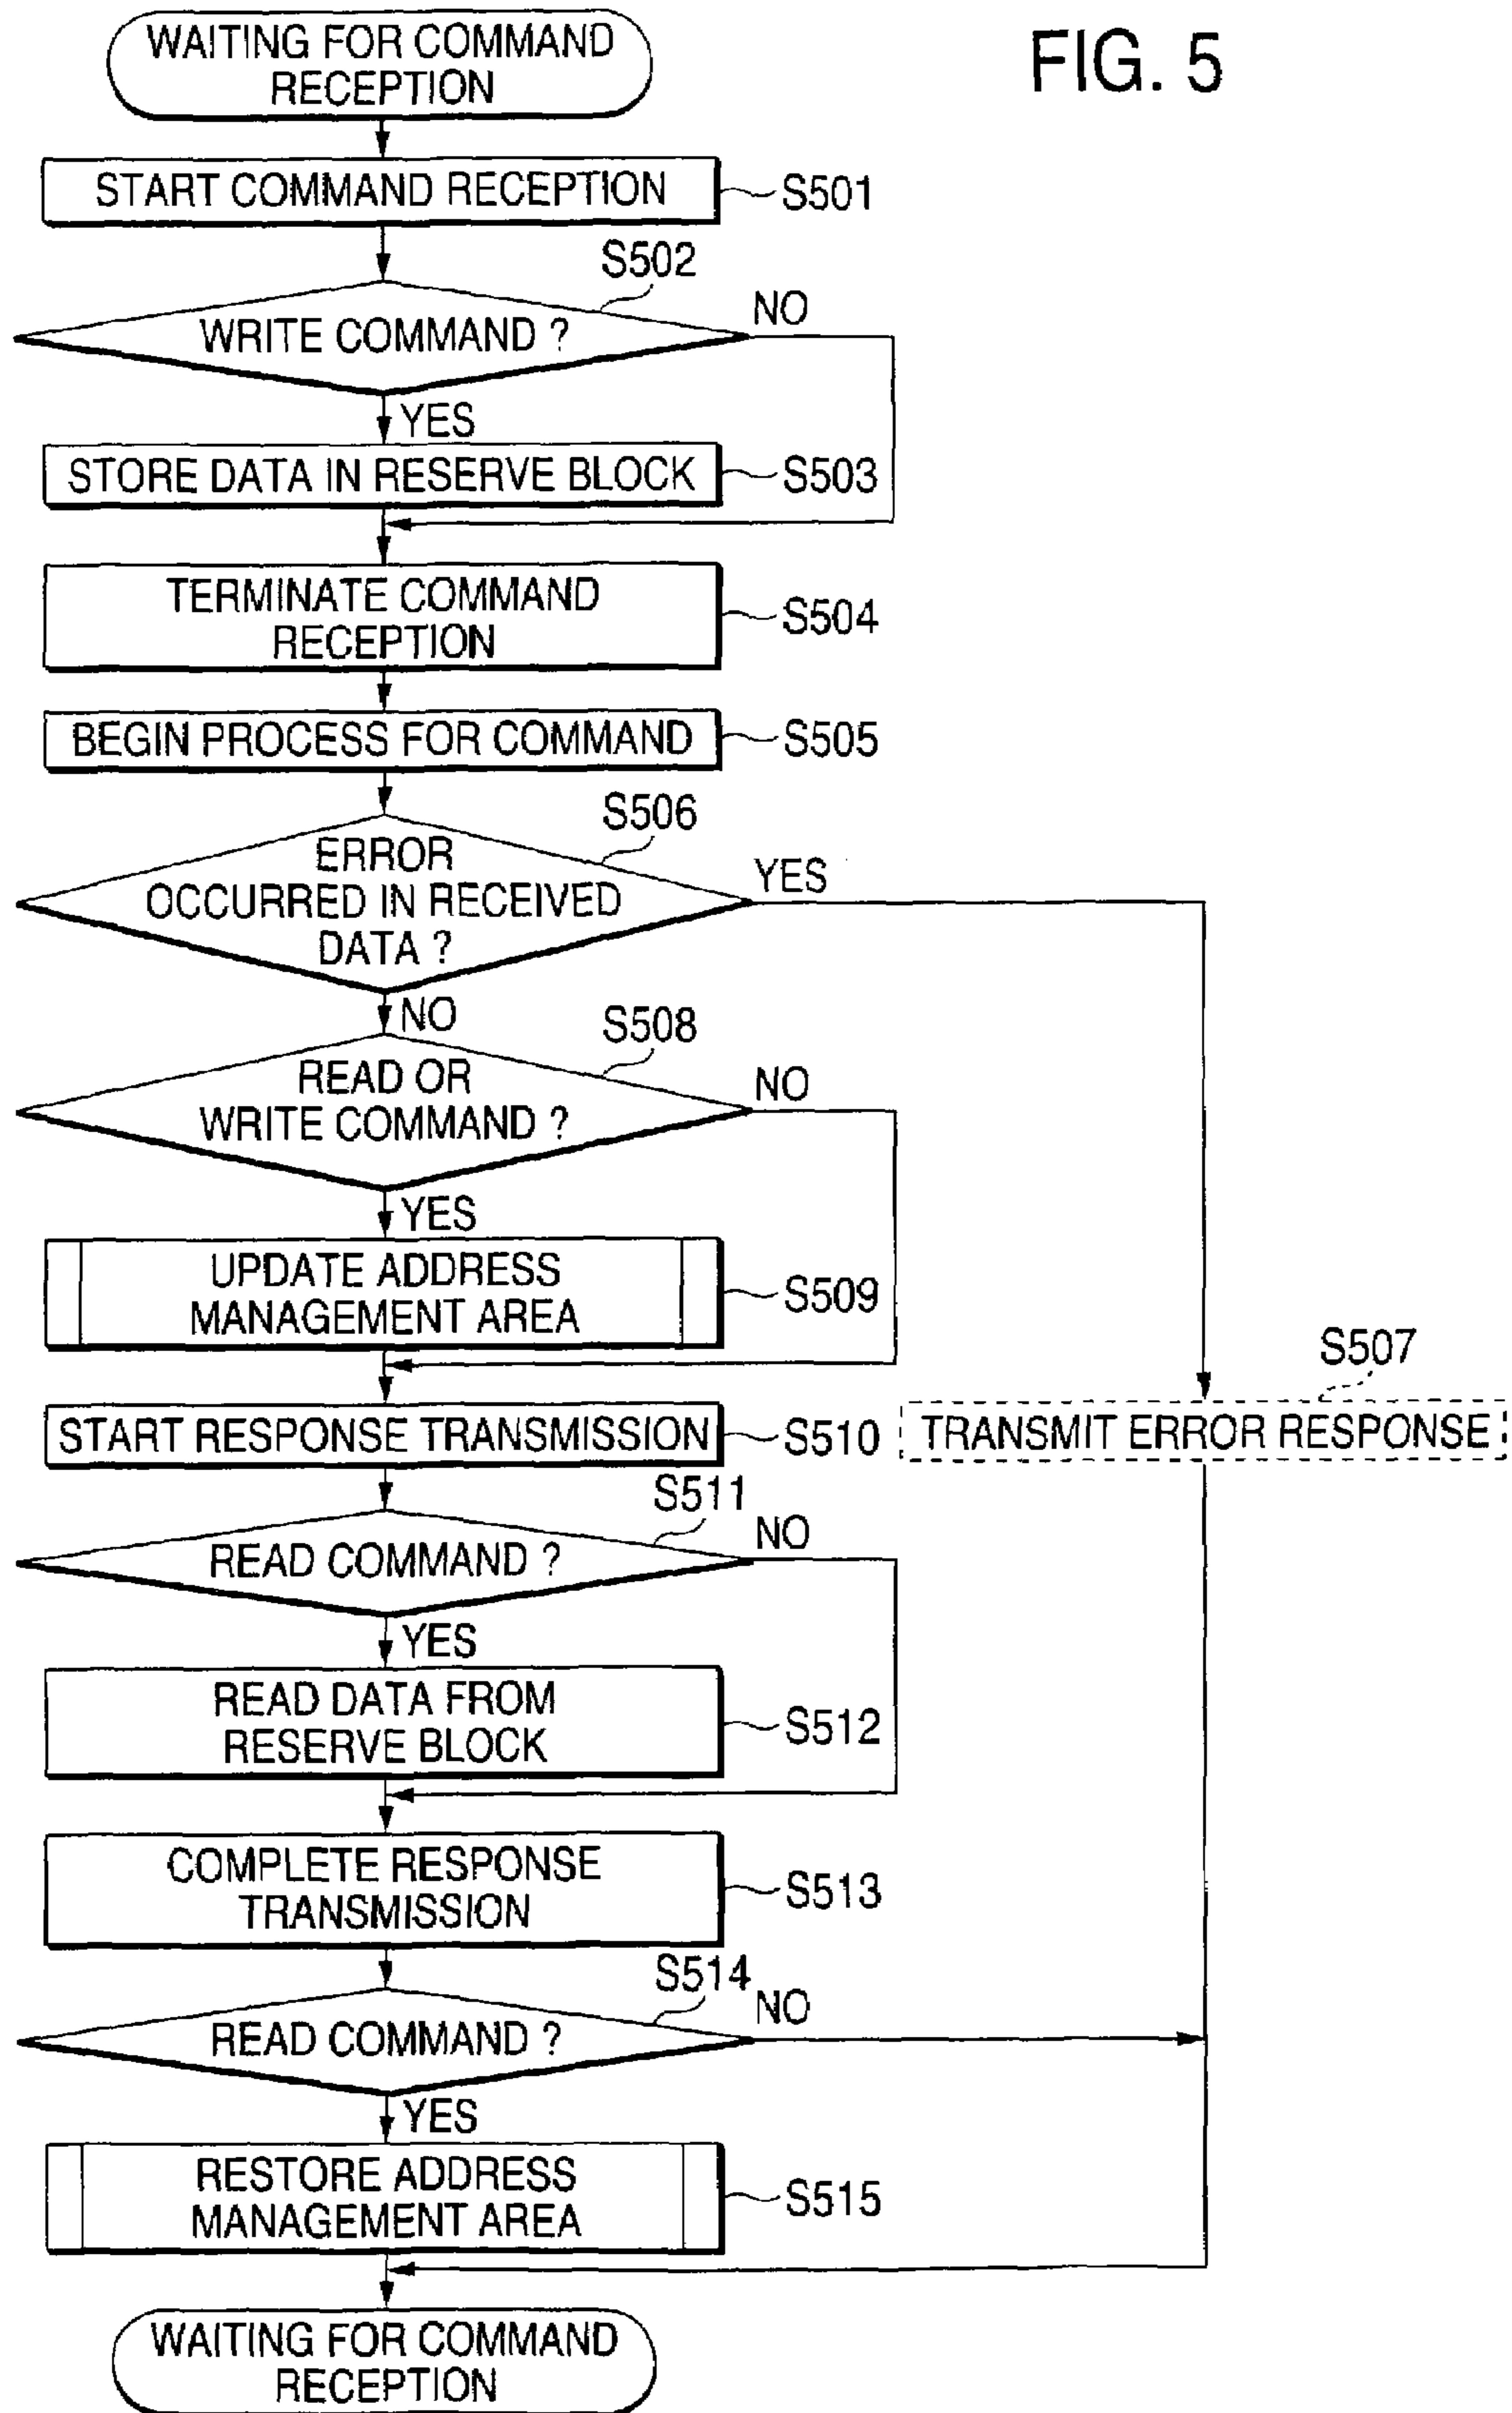 FIG. 5
WAITING FOR COMMAND
RECEPTION
START COMMAND RECEPTION
S501
S502
WRITE COMMAND ?
NO
YES
STORE DATA IN RESERVE BLOCK
S503
TERMINATE COMMAND
RECEPTION
S504
BEGIN PROCESS FOR COMMAND
S505
S506
ERROR
OCCURRED IN RECEIVED
DATA ?
YES
NO
S508
READ OR
WRITE COMMAND ?
NO
YES
UPDATE ADDRESS
MANAGEMENT AREA
S509
S507
START RESPONSE TRANSMISSION
S510
TRANSMIT ERROR RESPONSE
S511
READ COMMAND ?
NO
YES
READ DATA FROM
RESERVE BLOCK
S512
COMPLETE RESPONSE
TRANSMISSION
S513
S514
READ COMMAND ?
NO
YES
RESTORE ADDRESS
MANAGEMENT AREA
S515
WAITING FOR COMMAND
RECEPTION